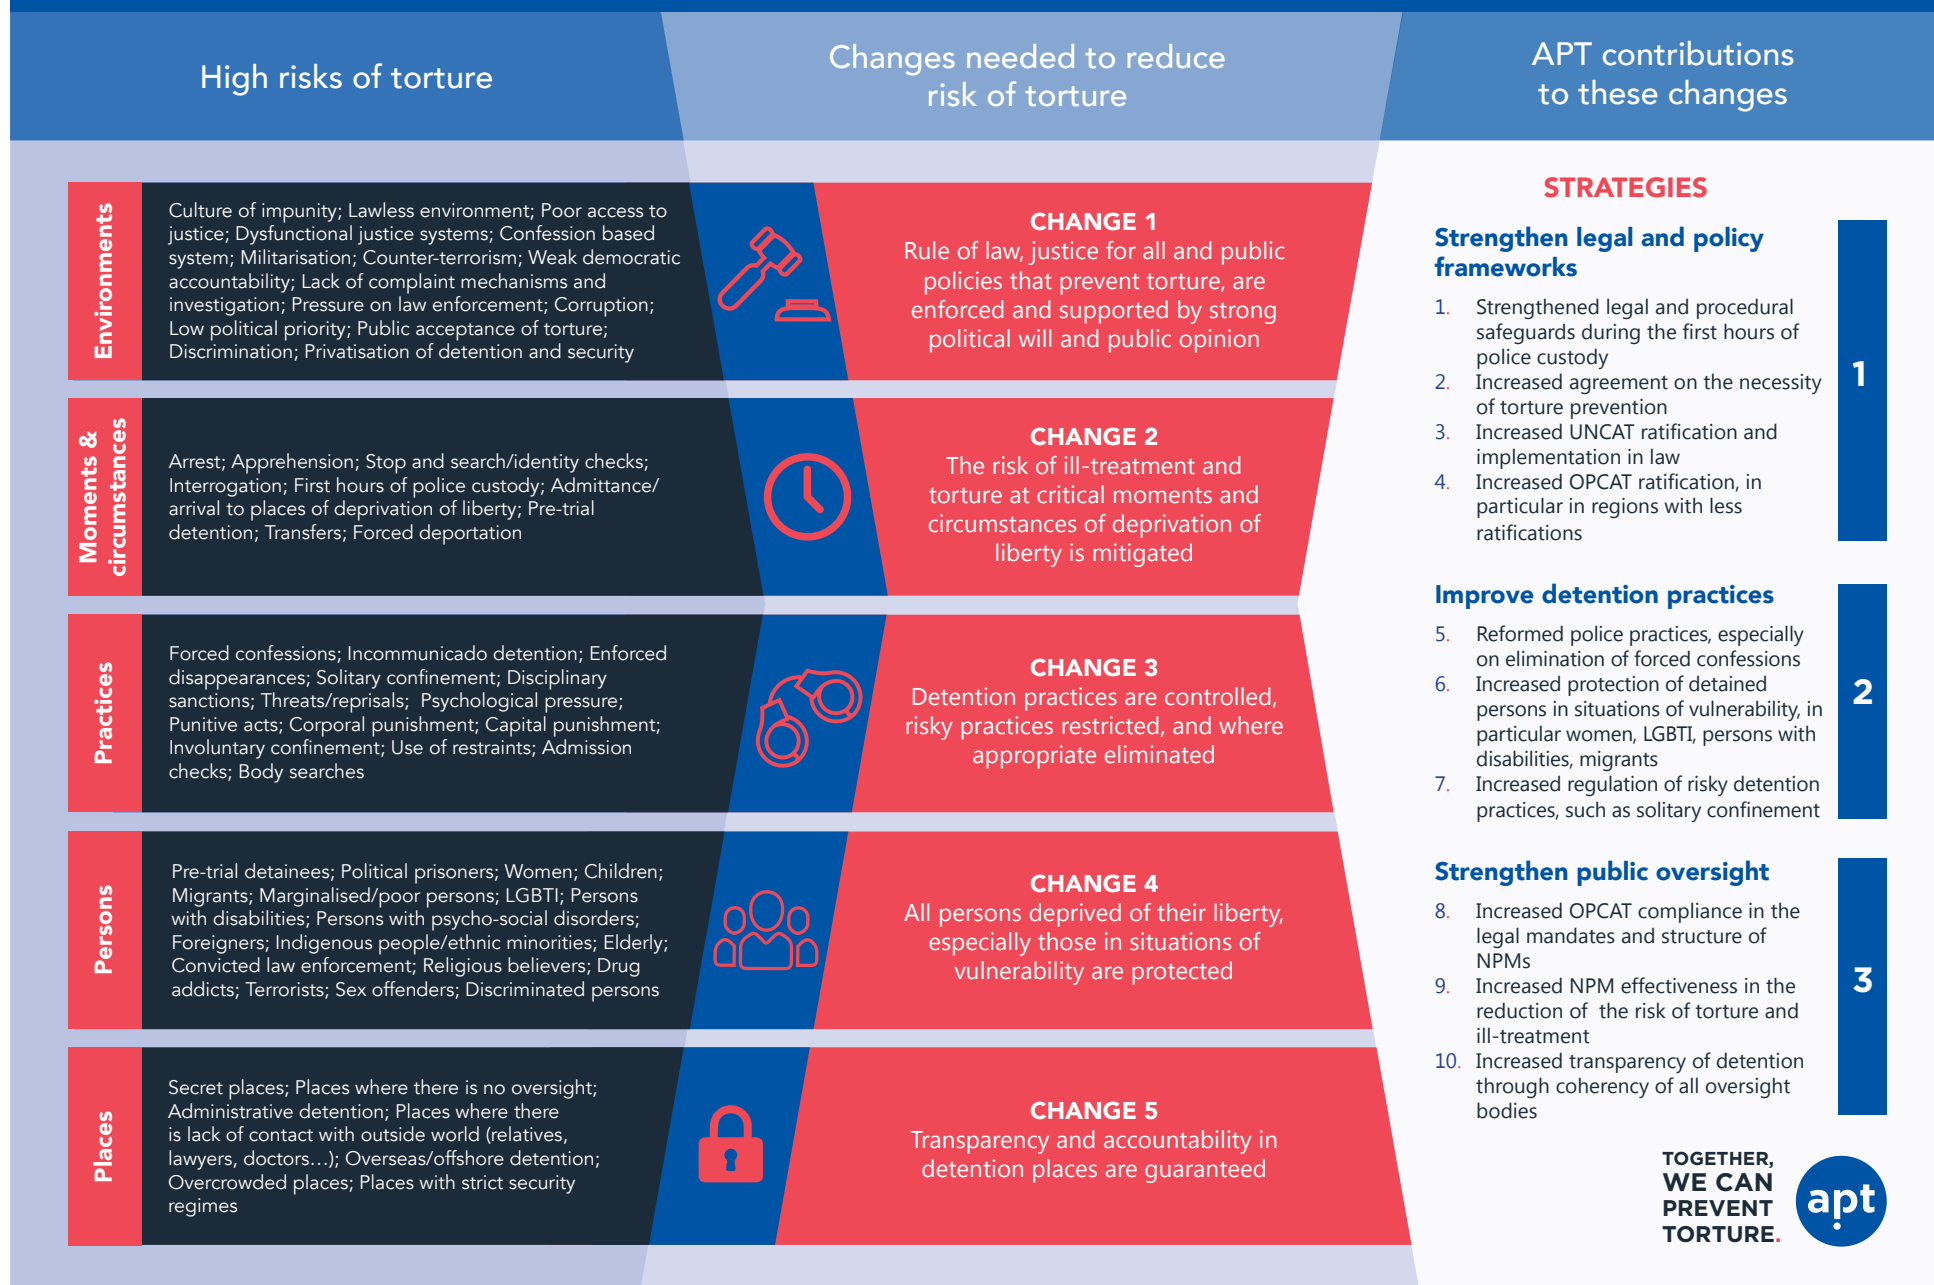 High risks of torture
Changes needed to reduce
risk of torture
APT contributions
to these changes
Environments
Culture of impunity; Lawless environment; Poor access to
justice; Dysfunctional justice systems; Confession based
system; Militarisation; Counter-terrorism; Weak democratic
accountability; Lack of complaint mechanisms and
investigation; Pressure on law enforcement; Corruption;
Low political priority; Public acceptance of torture;
Discrimination; Privatisation of detention and security
CHANGE 1
Rule of law, justice for all and public
policies that prevent torture, are
enforced and supported by strong
political will and public opinion
Moments &
circumstances
Arrest; Apprehension; Stop and search/identity checks;
Interrogation; First hours of police custody; Admittance/
arrival to places of deprivation of liberty; Pre-trial
detention; Transfers; Forced deportation
CHANGE 2
The risk of ill-treatment and
torture at critical moments and
circumstances of deprivation of
liberty is mitigated
Practices
Forced confessions; Incommunicado detention; Enforced
disappearances; Solitary confinement; Disciplinary
sanctions; Threats/reprisals; Psychological pressure;
Punitive acts; Corporal punishment; Capital punishment;
Involuntary confinement; Use of restraints; Admission
checks; Body searches
CHANGE 3
Detention practices are controlled,
risky practices restricted, and where
appropriate eliminated
Persons
Pre-trial detainees; Political prisoners; Women; Children;
Migrants; Marginalised/poor persons; LGBTI; Persons
with disabilities; Persons with psycho-social disorders;
Foreigners; Indigenous people/ethnic minorities; Elderly;
Convicted law enforcement; Religious believers; Drug
addicts; Terrorists; Sex offenders; Discriminated persons
CHANGE 4
All persons deprived of their liberty,
especially those in situations of
vulnerability are protected
Places
Secret places; Places where there is no oversight;
Administrative detention; Places where there
is lack of contact with outside world (relatives,
lawyers, doctors...); Overseas/offshore detention;
Overcrowded places; Places with strict security
regimes
CHANGE 5
Transparency and accountability in
detention places are guaranteed
STRATEGIES
Strengthen legal and policy
frameworks
1. Strengthened legal and procedural
safeguards during the first hours of
police custody
2. Increased agreement on the necessity
of torture prevention
3. Increased UNCAT ratification and
implementation in law
4. Increased OPCAT ratification, in
particular in regions with less
ratifications
1
Improve detention practices
5. Reformed police practices, especially
on elimination of forced confessions
6. Increased protection of detained
persons in situations of vulnerability, in
particular women, LGBTI, persons with
disabilities, migrants
7. Increased regulation of risky detention
practices, such as solitary confinement
2
Strengthen public oversight
8. Increased OPCAT compliance in the
legal mandates and structure of
NPMs
9. Increased NPM effectiveness in the
reduction of the risk of torture and
ill-treatment
10. Increased transparency of detention
through coherency of all oversight
bodies
3
TOGETHER,
WE CAN
PREVENT
TORTURE.
apt